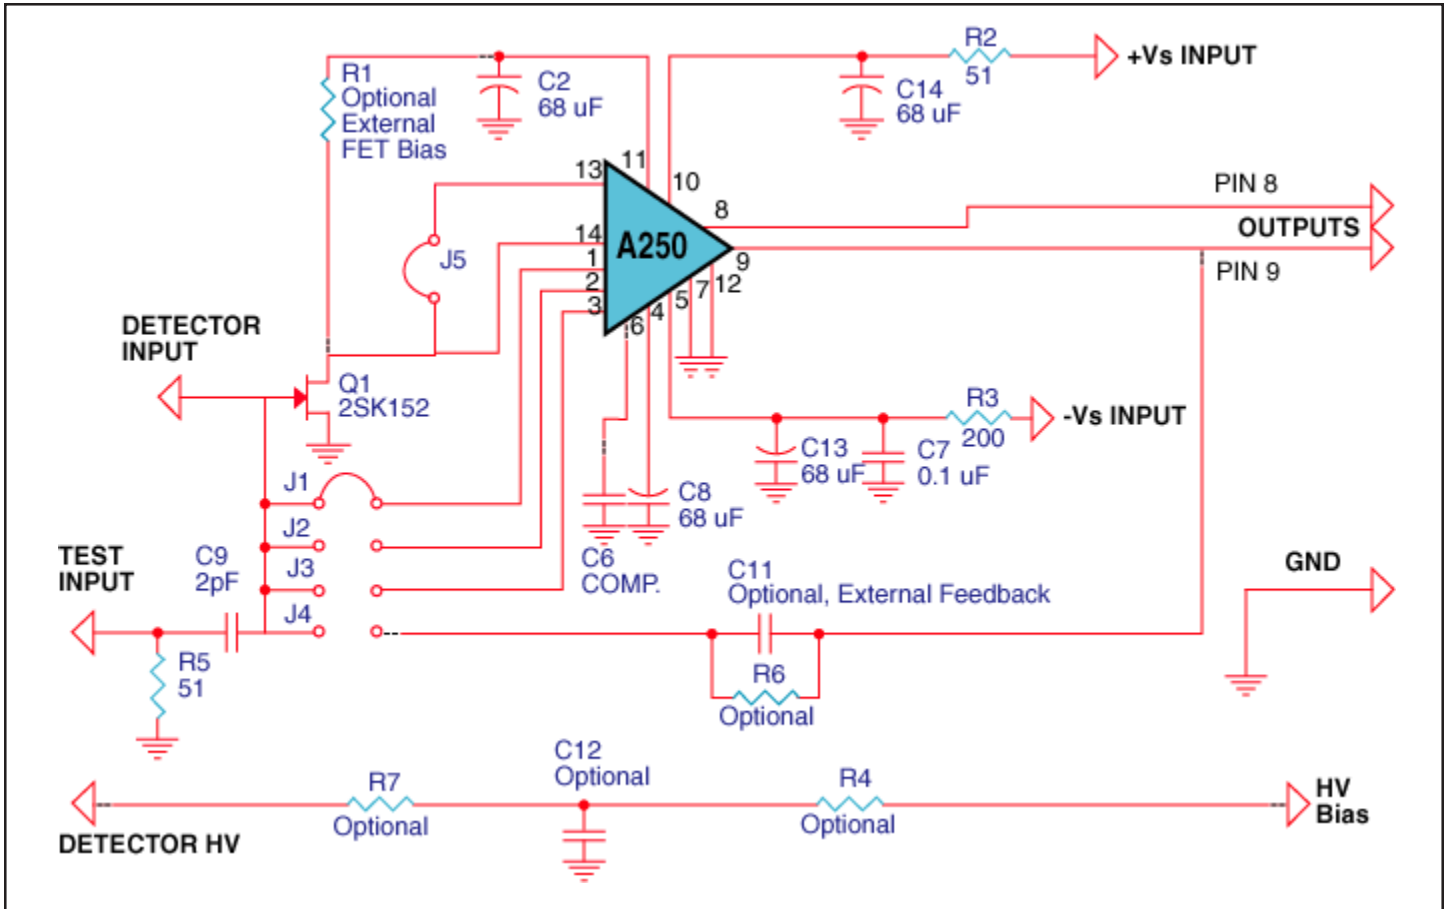 R1
Optional
External
FET Bias
C2
68 uF
R2
51
+Vs INPUT
C14
68 uF
13
11
10
8
14
1
2
3
A250
9
12
7
5
4
6
PIN 8
OUTPUTS
PIN 9
J5
DETECTOR
INPUT
Q1
2SK152
R3
200
-Vs INPUT
C13
68 uF
C7
0.1 uF
J1
J2
J3
J4
C8
68 uF
C6
COMP.
TEST
INPUT
C9
2pF
R5
51
C11
Optional, External Feedback
R6
Optional
GND
C12
Optional
R7
Optional
R4
Optional
HV
Bias
DETECTOR HV